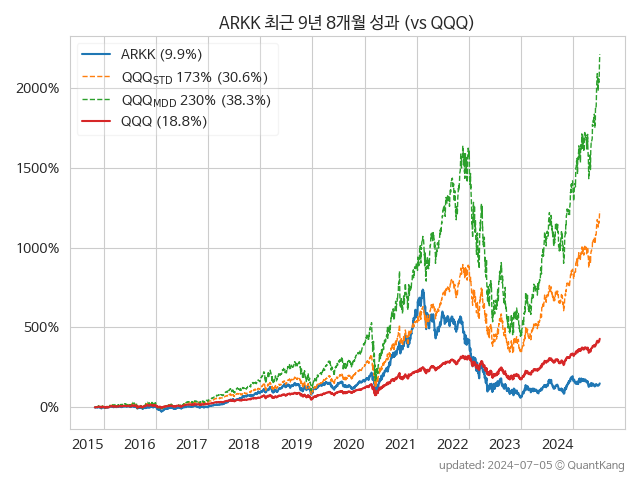 ARKK 최근 9년 8개월 성과 (vs QQQ)
ARKK (9.9%)
QQQSTD 173% (30.6%)
QQQMDD 230% (38.3%)
QQQ (18.8%)
2000%
1500%
1000%
500%
0%
2015 2016 2017 2018 2019 2020 2021 2022 2023 2024
updated: 2024-07-05 © QuantKang